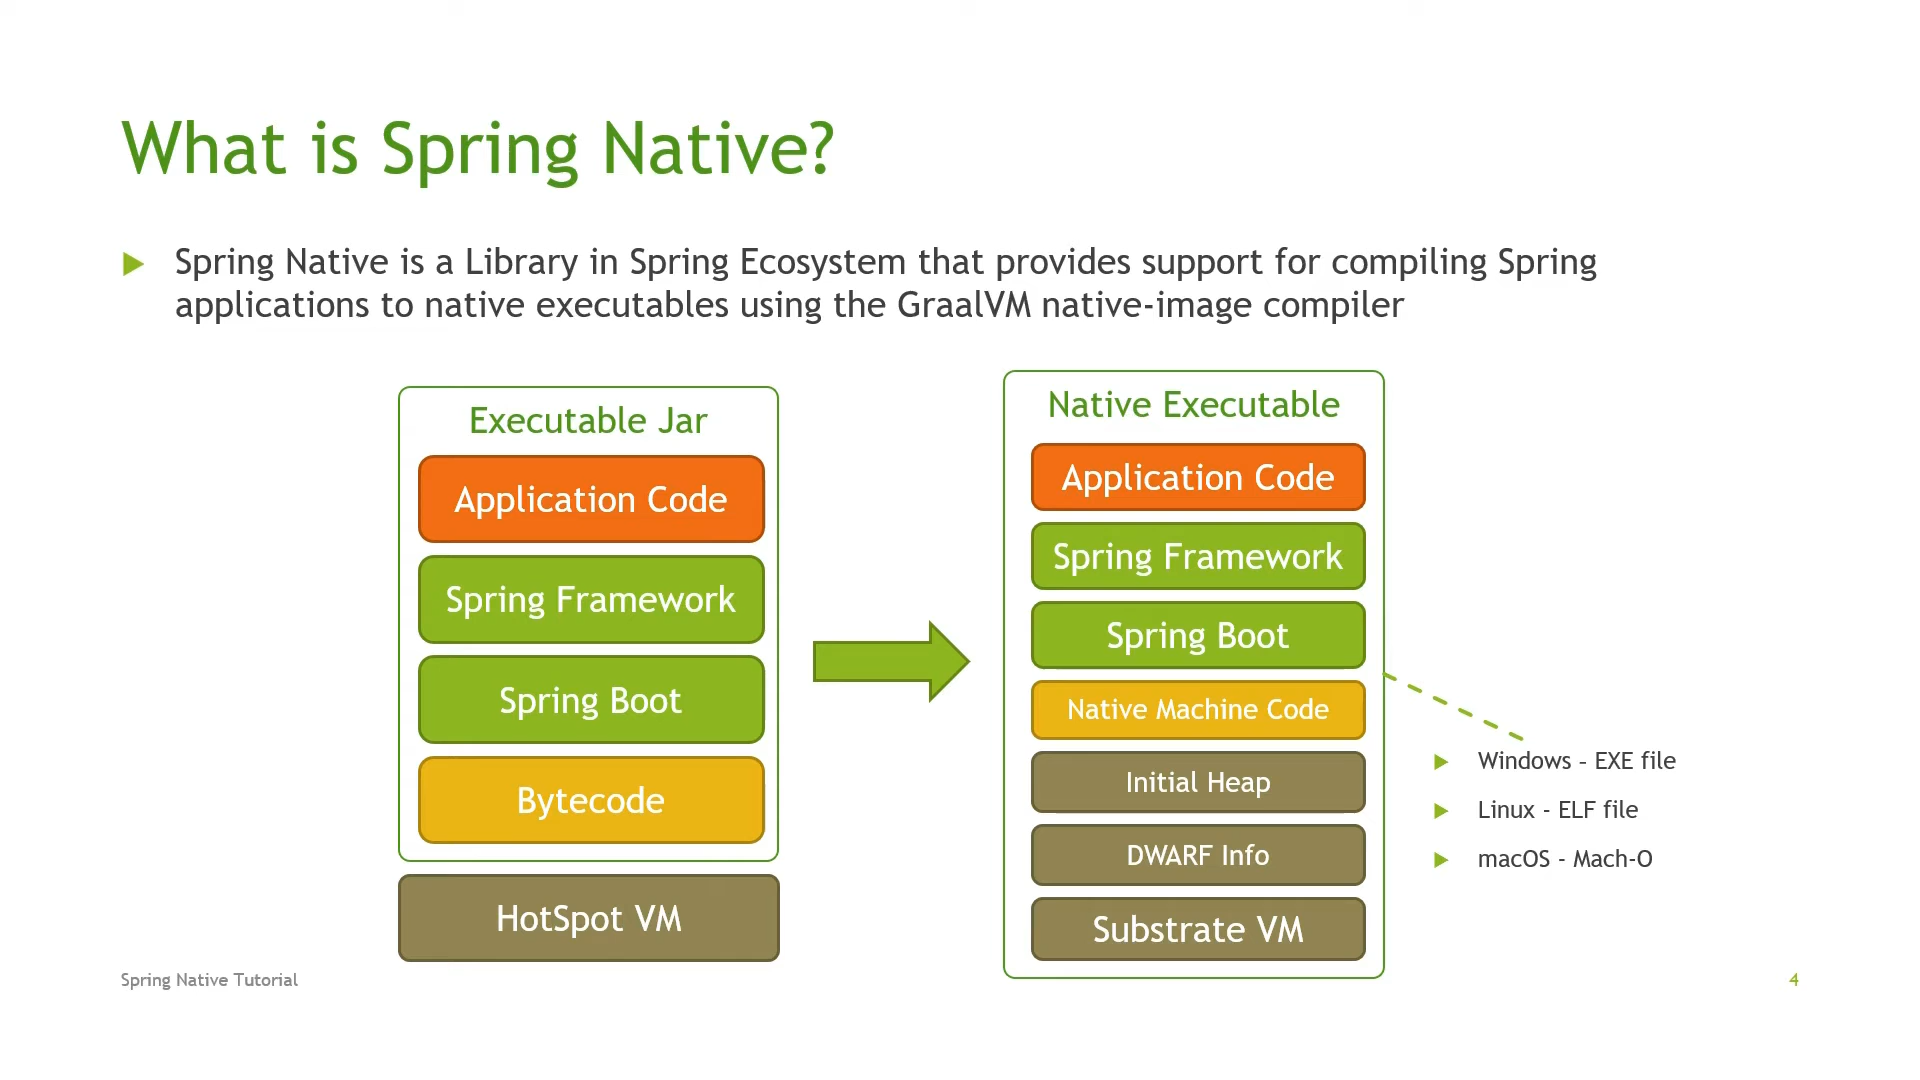 What is Spring Native?
Spring Native is a Library in Spring Ecosystem that provides support for compiling Spring
applications to native executables using the GraalVM native-image compiler
Executable Jar
Application Code
Spring Framework
Spring Boot
Bytecode
HotSpot VM
Native Executable
Application Code
Spring Framework
Spring Boot
Native Machine Code
Initial Heap
DWARF Info
Substrate VM
Windows – EXE file
Linux - ELF file
macOS - Mach-O
Spring Native Tutorial
4